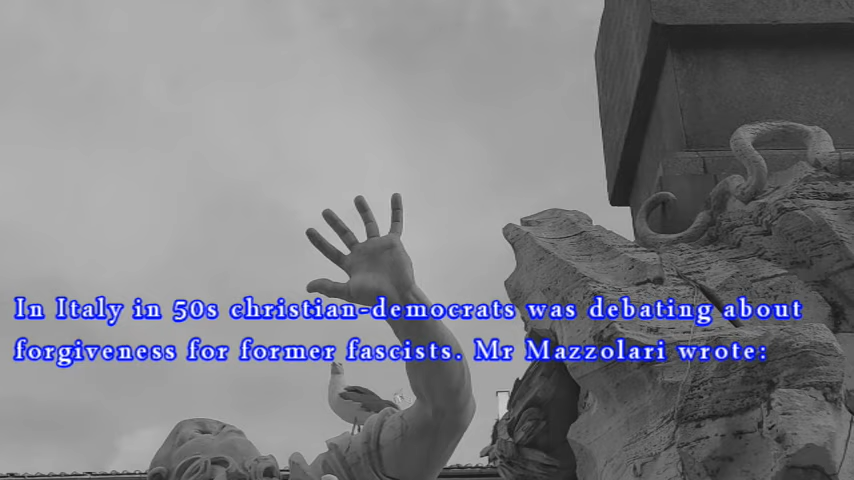 In Italy in 50s christian-democrats was debating about
forgiveness for former fascists. Mr Mazzolari wrote: